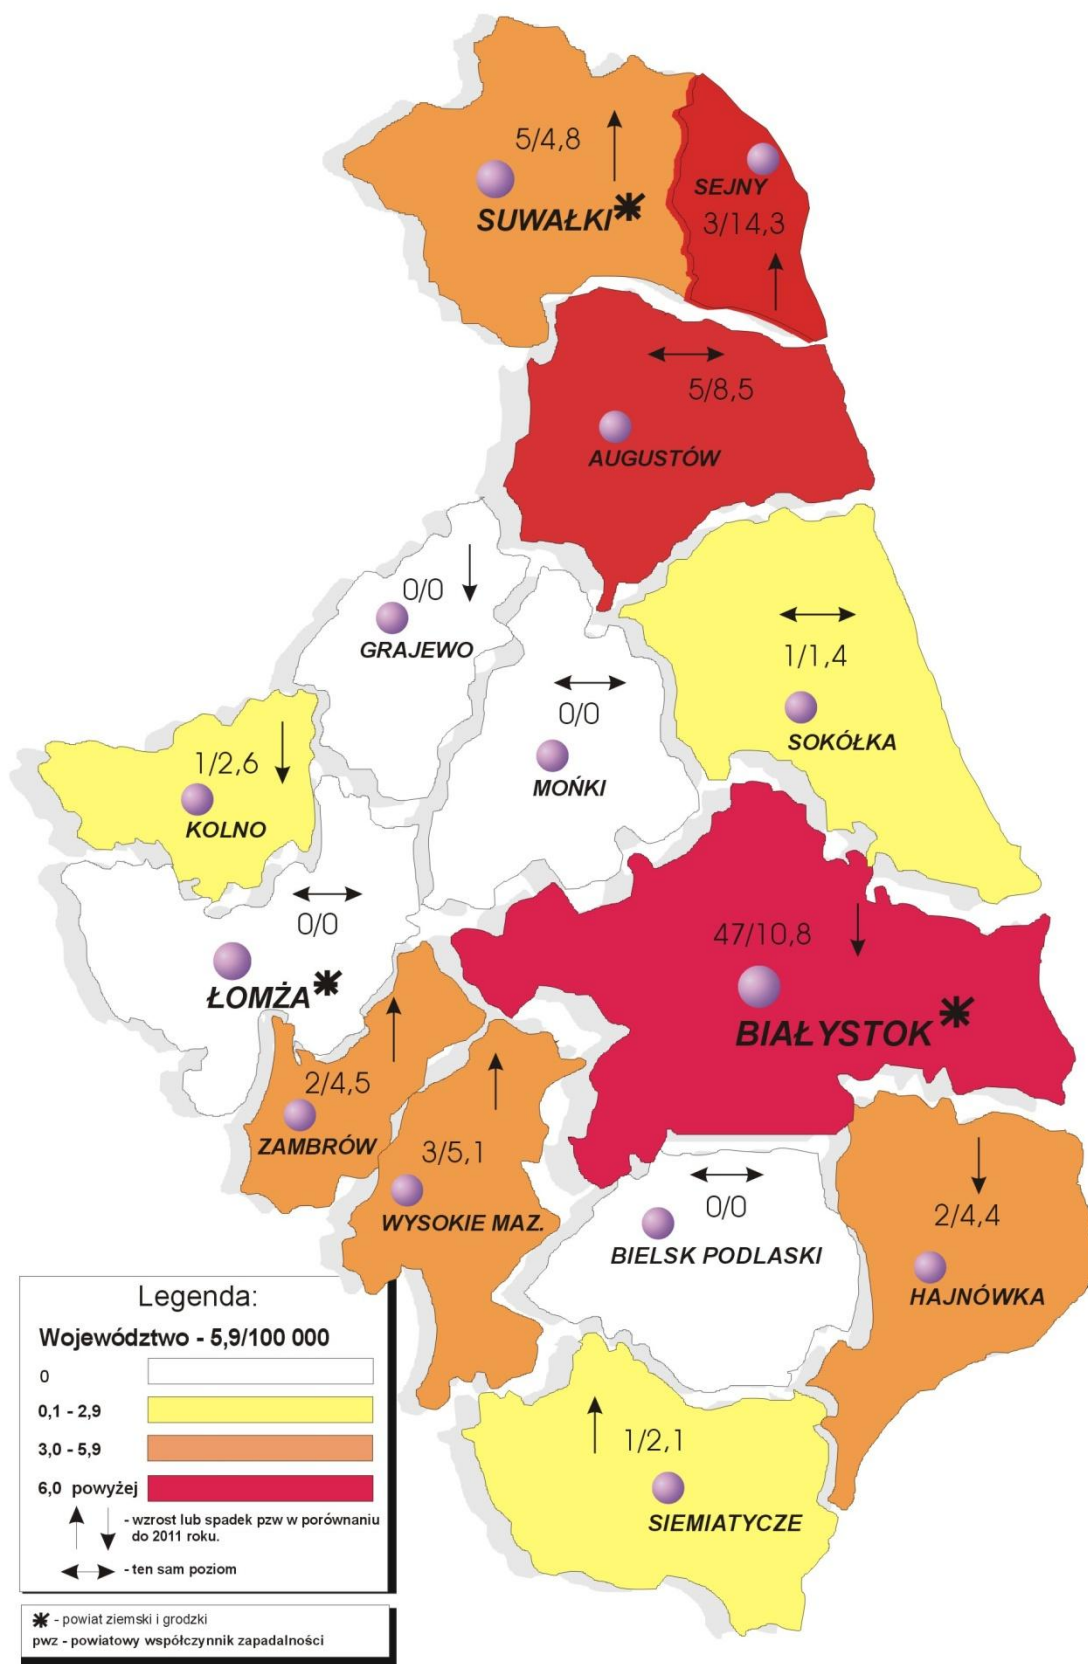 5/4,8
SUWAŁKI*
SEJNY
3/14,3
5/8,5
AUGUSTÓW
0/0
GRAJEWO
1/1,4
SOKÓŁKA
0/0
MOŃKI
1/2,6
KOLNO
0/0
ŁOMŻA*
47/10,8
BIAŁYSTOK*
2/4,5
ZAMBRÓW
3/5,1
WYSOKIE MAZ.
0/0
BIELSK PODLASKI
2/4,4
HAJNÓWKA
1/2,1
SIEMIATYCZE
Legenda:
Województwo - 5,9/100 000
0
0,1 - 2,9
3,0 - 5,9
6,0 powyżej
- wzrost lub spadek pzw w porównaniu
do 2011 roku.
- ten sam poziom
* - powiat ziemski i grodzki
pwz - powiatowy współczynnik zapadalności